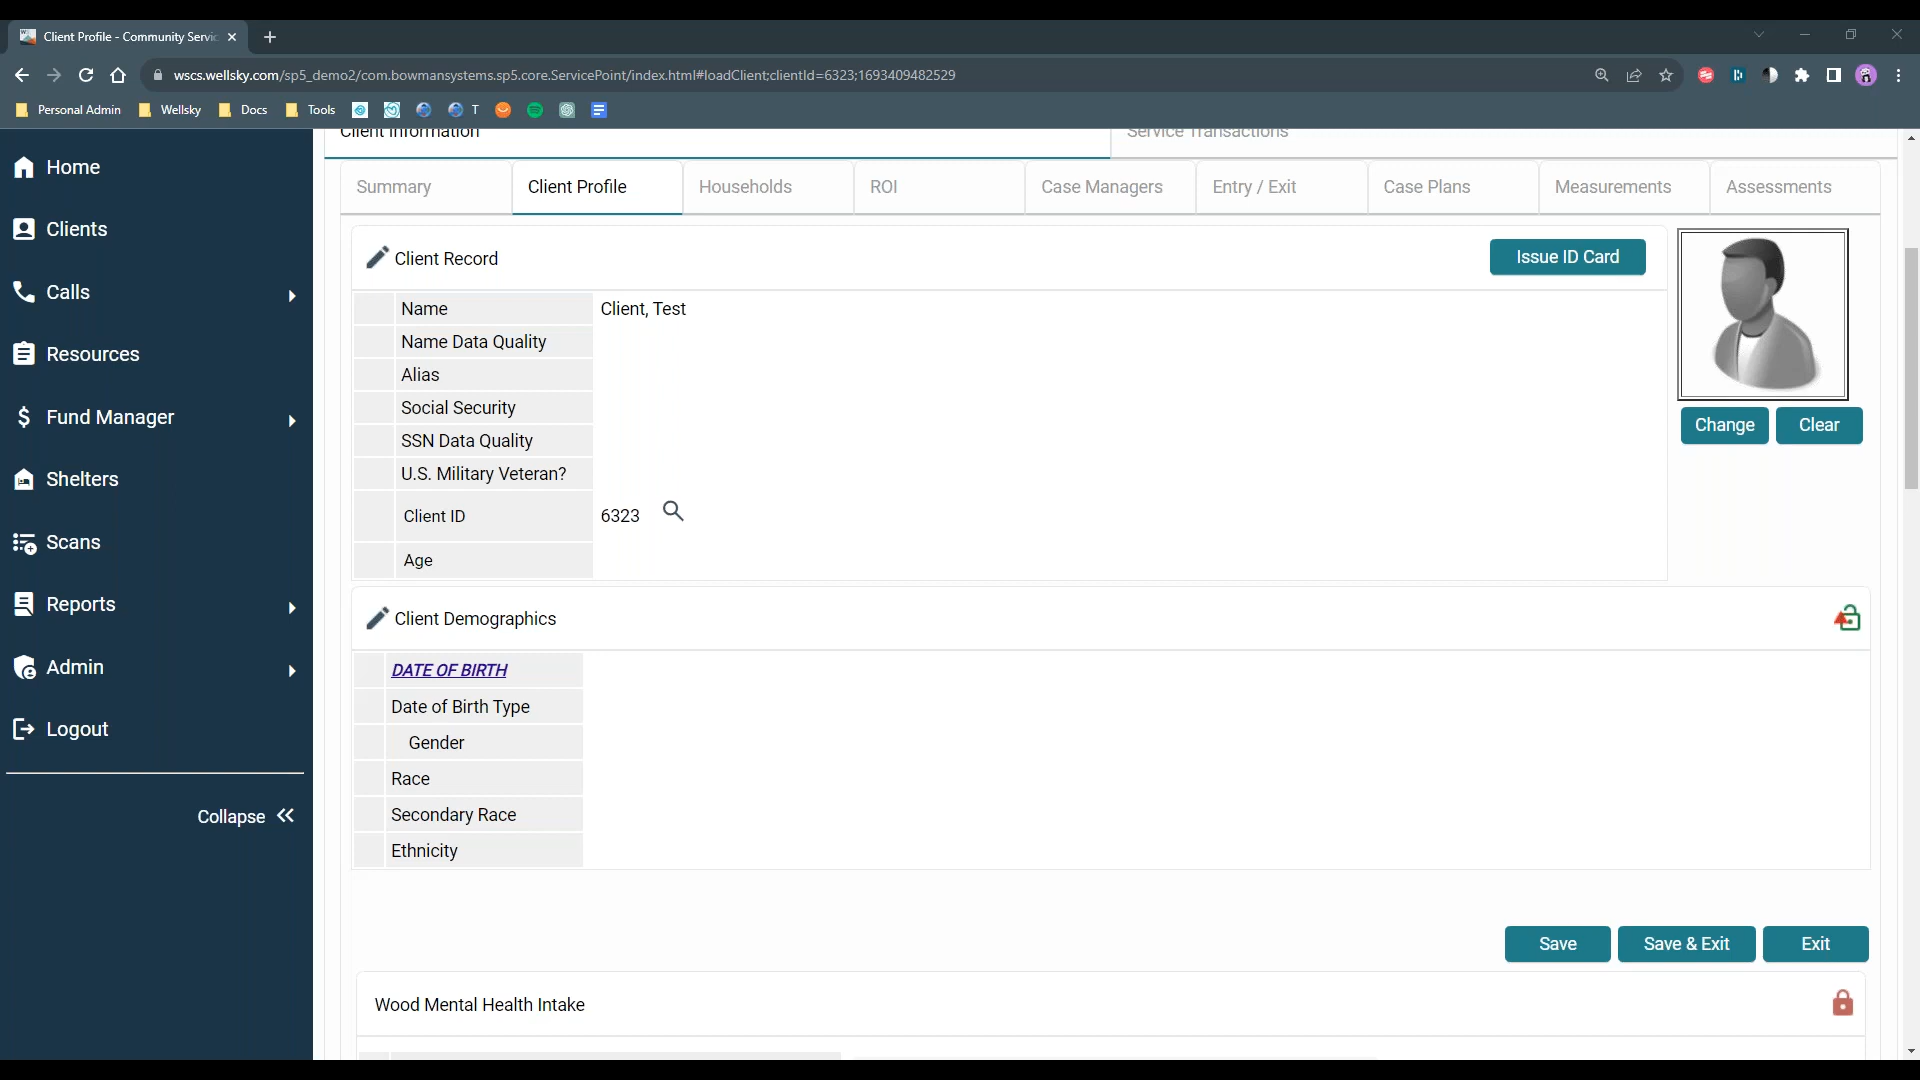 Client Profile - Community Servic
wscs.wellsky.com/sp5_demo2/com.bowmansystems.sp5.core.ServicePoint/index.html#loadClient;clientId=6323;1693409482529
Personal Admin Wellsky Docs Tools T
Client Information Service Transactions
Home
Clients
Calls
Resources
Fund Manager
Shelters
Scans
Reports
Admin
Logout
Collapse
Summary Client Profile Households ROI Case Managers Entry / Exit Case Plans Measurements Assessments
Client Record Issue ID Card
Name Client, Test
Name Data Quality
Alias
Social Security
SSN Data Quality
U.S. Military Veteran?
Client ID 6323
Age
Change Clear
Client Demographics
DATE OF BIRTH
Date of Birth Type
Gender
Race
Secondary Race
Ethnicity
Save Save & Exit Exit
Wood Mental Health Intake